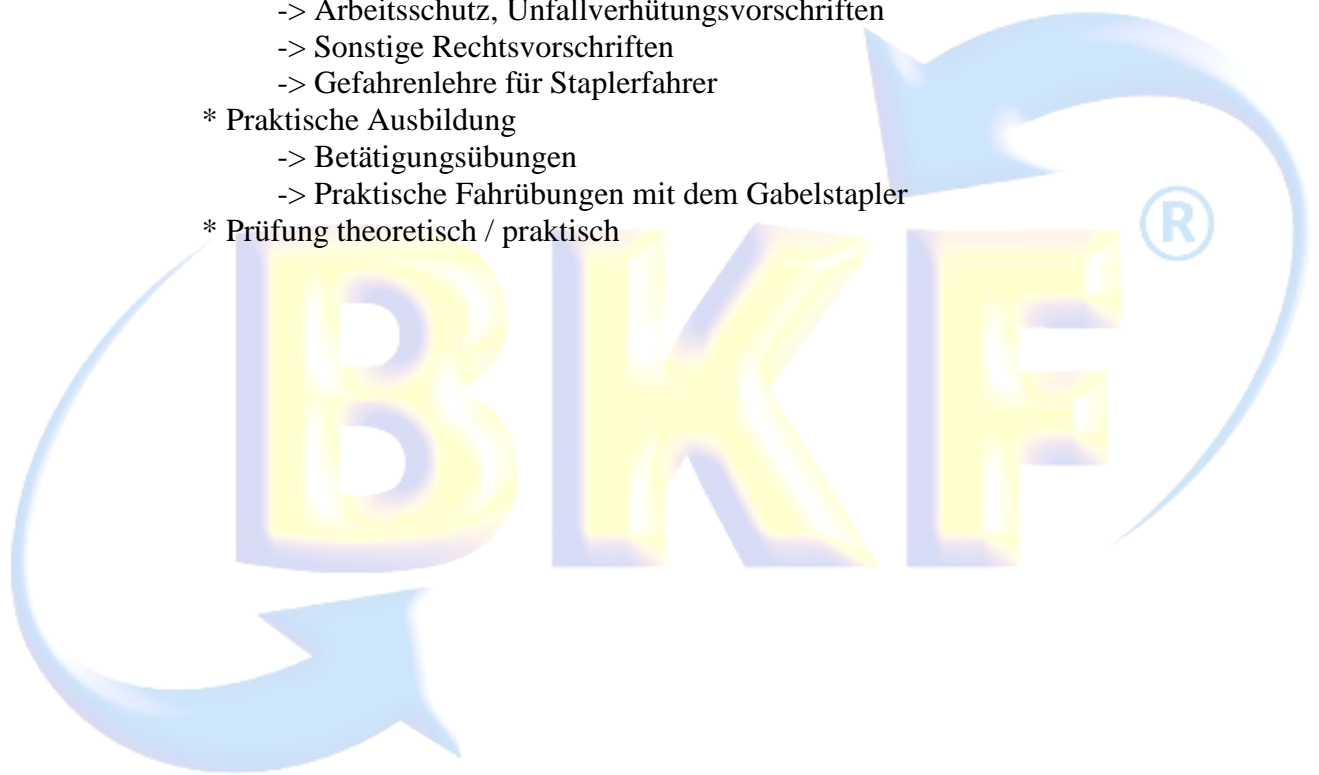 -> Arbeitsschutz, Unfallverhütungsvorschriften
-> Sonstige Rechtsvorschriften
-> Gefahrenlehre für Staplerfahrer
* Praktische Ausbildung
-> Betätigungsübungen
-> Praktische Fahrübungen mit dem Gabelstapler
* Prüfung theoretisch / praktisch
BKF®